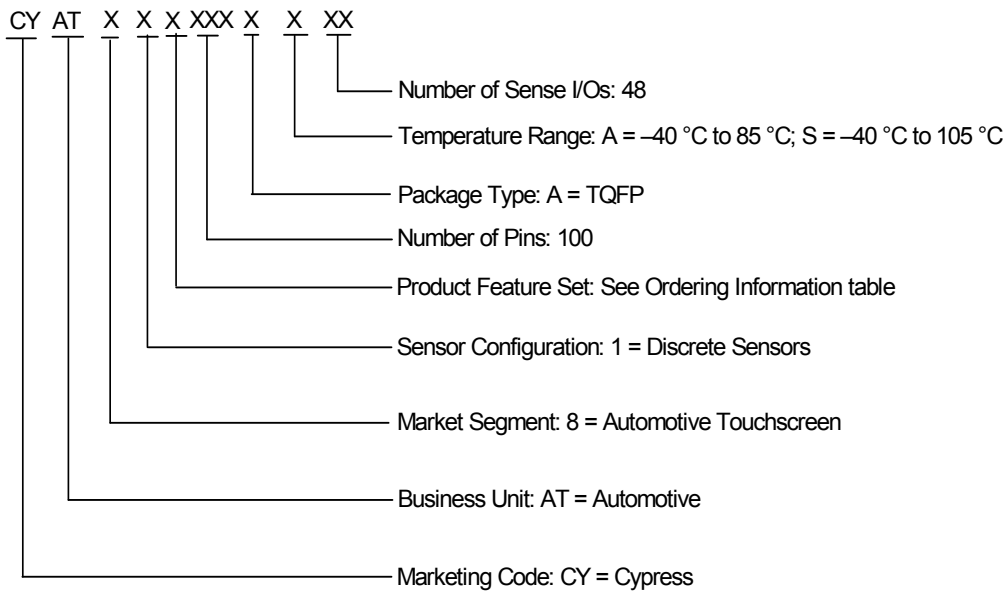 CY AT X X X XXX X X XX
Number of Sense I/Os: 48
Temperature Range: A = –40 °C to 85 °C; S = –40 °C to 105 °C
Package Type: A = TQFP
Number of Pins: 100
Product Feature Set: See Ordering Information table
Sensor Configuration: 1 = Discrete Sensors
Market Segment: 8 = Automotive Touchscreen
Business Unit: AT = Automotive
Marketing Code: CY = Cypress